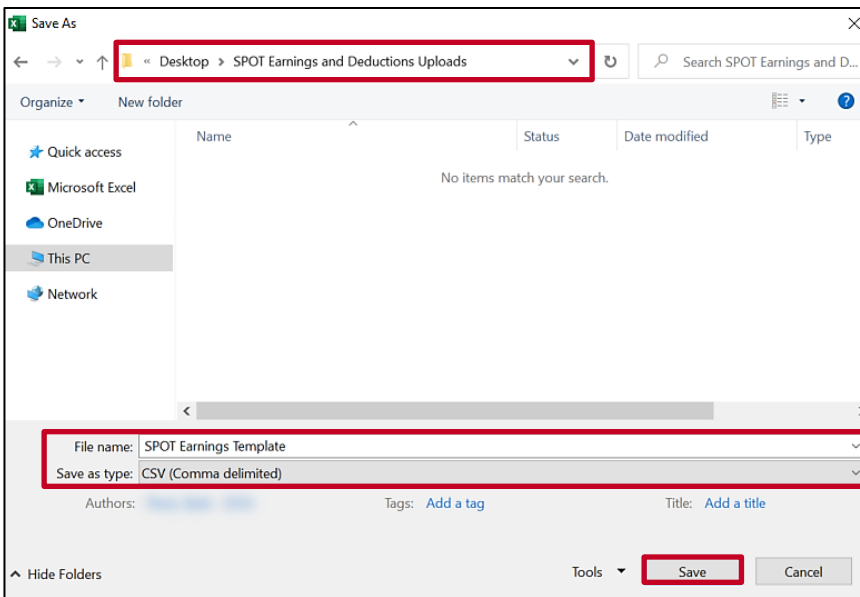 Save As
« Desktop > SPOT Earnings and Deductions Uploads
Search SPOT Earnings and D...
Organize
New folder
?
Name
Status
Date modified
Type
Quick access
No items match your search.
Microsoft Excel
OneDrive
This PC
Network
File name: SPOT Earnings Template
Save as type: CSV (Comma delimited)
Authors:
Tags: Add a tag
Title: Add a title
Hide Folders
Tools
Save
Cancel